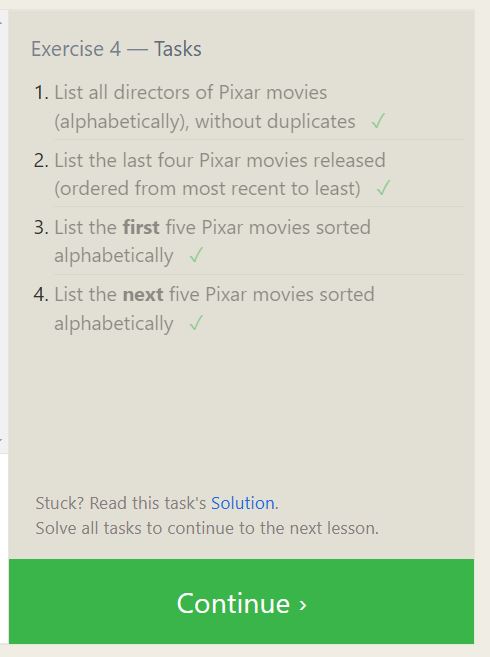 Exercise 4 — Tasks
1. List all directors of Pixar movies
(alphabetically), without duplicates ✓
2. List the last four Pixar movies released
(ordered from most recent to least) ✓
3. List the first five Pixar movies sorted
alphabetically ✓
4. List the next five Pixar movies sorted
alphabetically ✓
Stuck? Read this task's Solution.
Solve all tasks to continue to the next lesson.
Continue ›